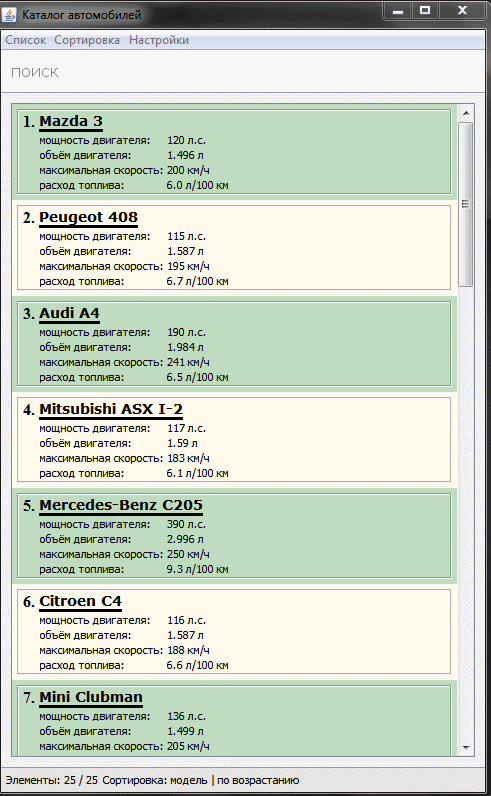 Каталог автомобилей
Список Сортировка Настройки
поиск
1. Mazda 3
мощность двигателя: 120 л.с.
объём двигателя: 1.496 л
максимальная скорость: 200 км/ч
расход топлива: 6.0 л/100 км
2. Peugeot 408
мощность двигателя: 115 л.с.
объём двигателя: 1.587 л
максимальная скорость: 195 км/ч
расход топлива: 6.7 л/100 км
3. Audi A4
мощность двигателя: 190 л.с.
объём двигателя: 1.984 л
максимальная скорость: 241 км/ч
расход топлива: 6.5 л/100 км
4. Mitsubishi ASX I-2
мощность двигателя: 117 л.с.
объём двигателя: 1.59 л
максимальная скорость: 183 км/ч
расход топлива: 6.1 л/100 км
5. Mercedes-Benz C205
мощность двигателя: 390 л.с.
объём двигателя: 2.996 л
максимальная скорость: 250 км/ч
расход топлива: 9.3 л/100 км
6. Citroen C4
мощность двигателя: 116 л.с.
объём двигателя: 1.587 л
максимальная скорость: 188 км/ч
расход топлива: 6.6 л/100 км
7. Mini Clubman
мощность двигателя: 136 л.с.
объём двигателя: 1.499 л
максимальная скорость: 205 км/ч
Элементы: 25 / 25 Сортировка: модель | по возрастанию